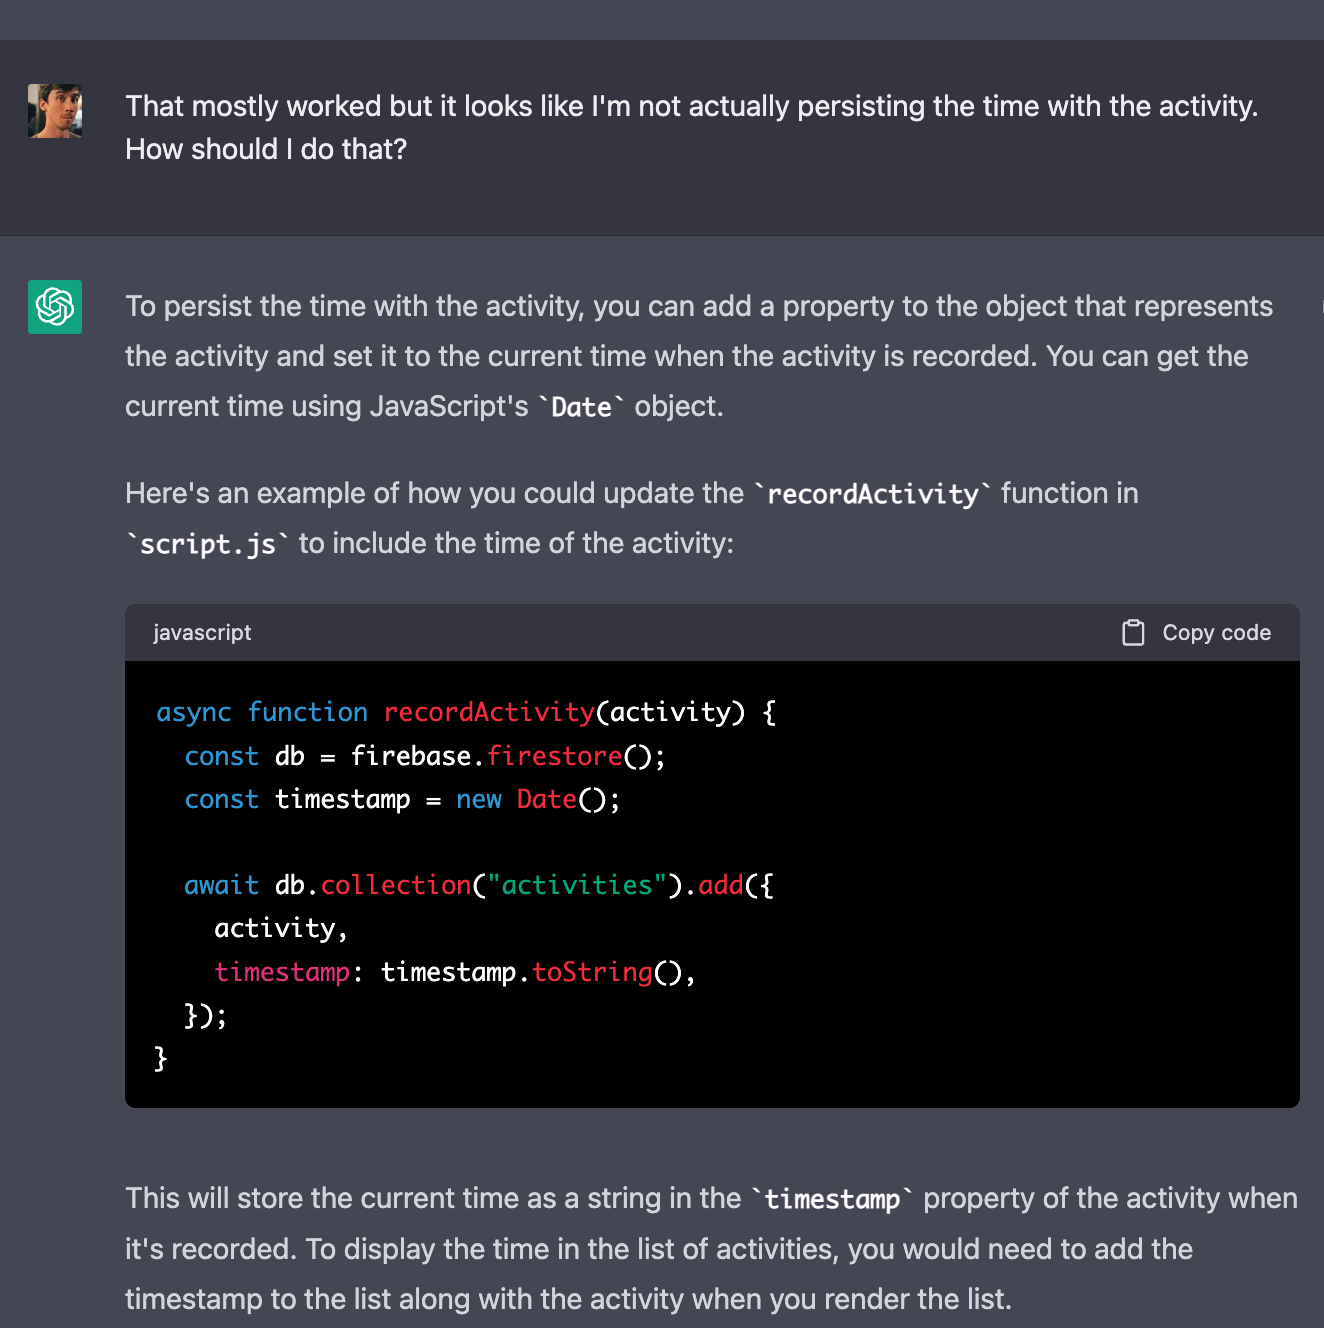 That mostly worked but it looks like I'm not actually persisting the time with the activity.
How should I do that?
To persist the time with the activity, you can add a property to the object that represents
the activity and set it to the current time when the activity is recorded. You can get the
current time using JavaScript's `Date` object.
Here's an example of how you could update the `recordActivity` function in
`script.js` to include the time of the activity:
javascript
Copy code
async function recordActivity(activity) {
  const db = firebase.firestore();
  const timestamp = new Date();
  await db.collection("activities").add({
    activity,
    timestamp: timestamp.toString(),
  });
}
This will store the current time as a string in the `timestamp` property of the activity when
it's recorded. To display the time in the list of activities, you would need to add the
timestamp to the list along with the activity when you render the list.